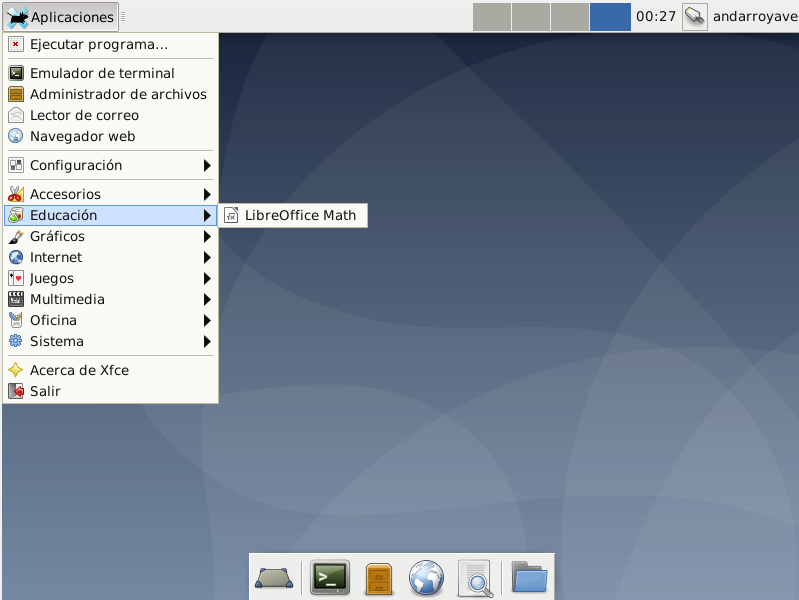 Aplicaciones
00:27
andarroyave
Ejecutar programa...
Emulador de terminal
Administrador de archivos
Lector de correo
Navegador web
Configuración
Accesorios
Educación
LibreOffice Math
Gráficos
Internet
Juegos
Multimedia
Oficina
Sistema
Acerca de Xfce
Salir